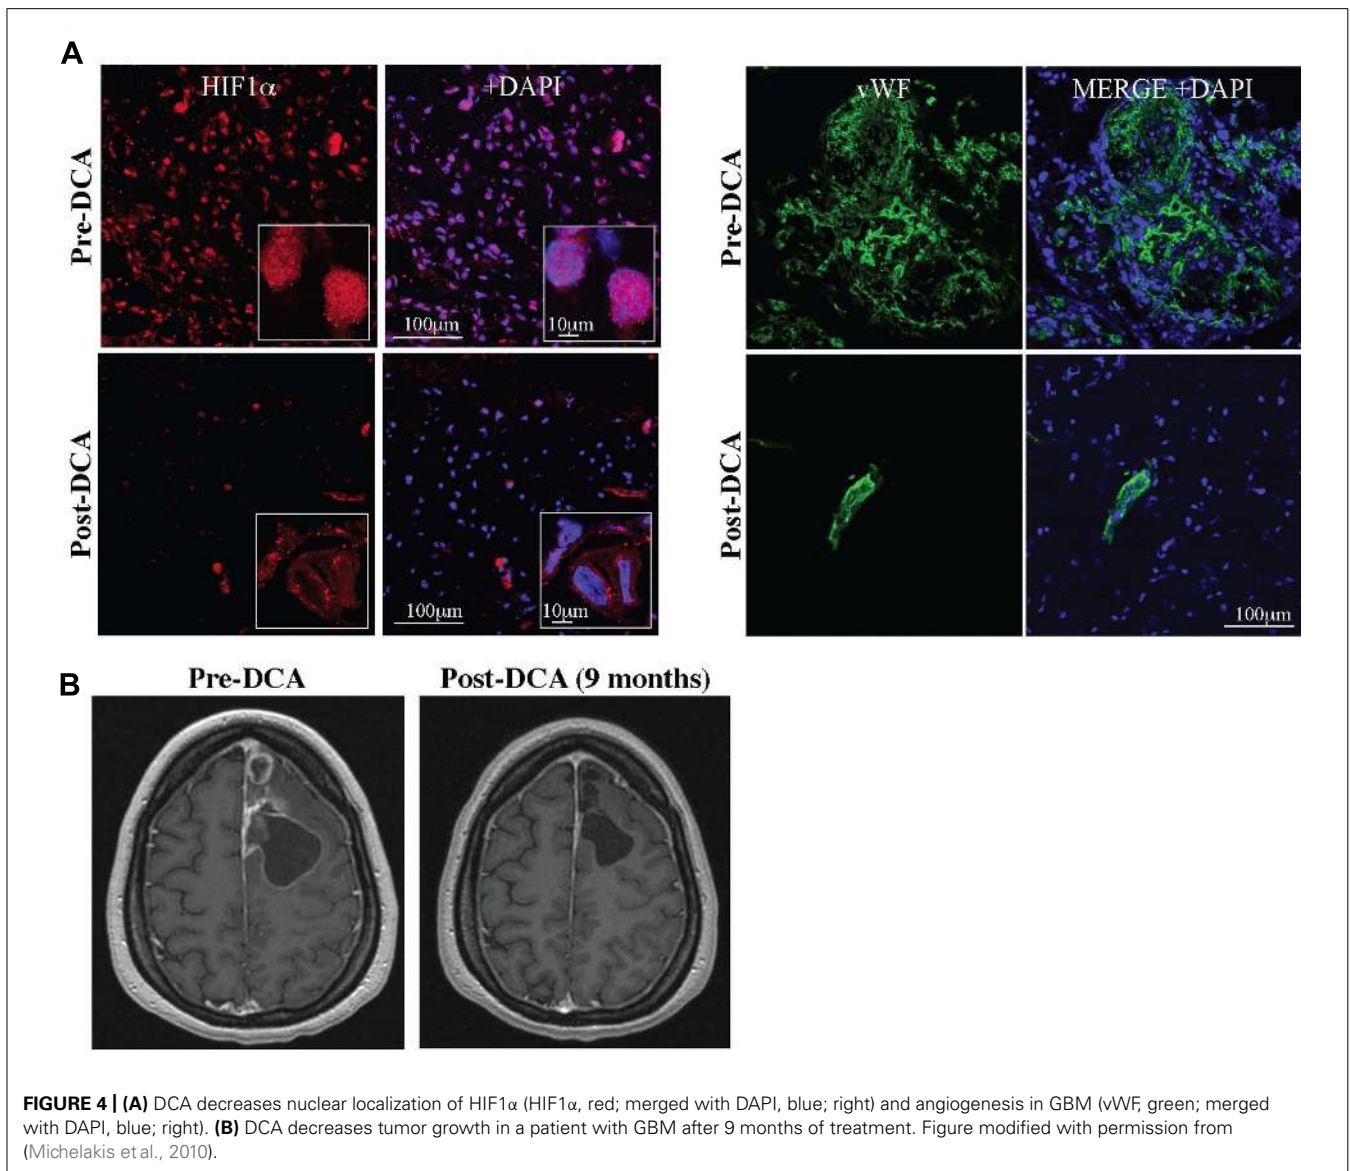 A
HIF1α
+DAPI
vWF
MERGE +DAPI
Pre-DCA
Pre-DCA
100μm
10μm
Post-DCA
Post-DCA
100μm
10μm
100μm
B
Pre-DCA
Post-DCA (9 months)
FIGURE 4 | (A) DCA decreases nuclear localization of HIF1α (HIF1α, red; merged with DAPI, blue; right) and angiogenesis in GBM (vWF, green; merged
with DAPI, blue; right). (B) DCA decreases tumor growth in a patient with GBM after 9 months of treatment. Figure modified with permission from
(Michelakis et al., 2010).